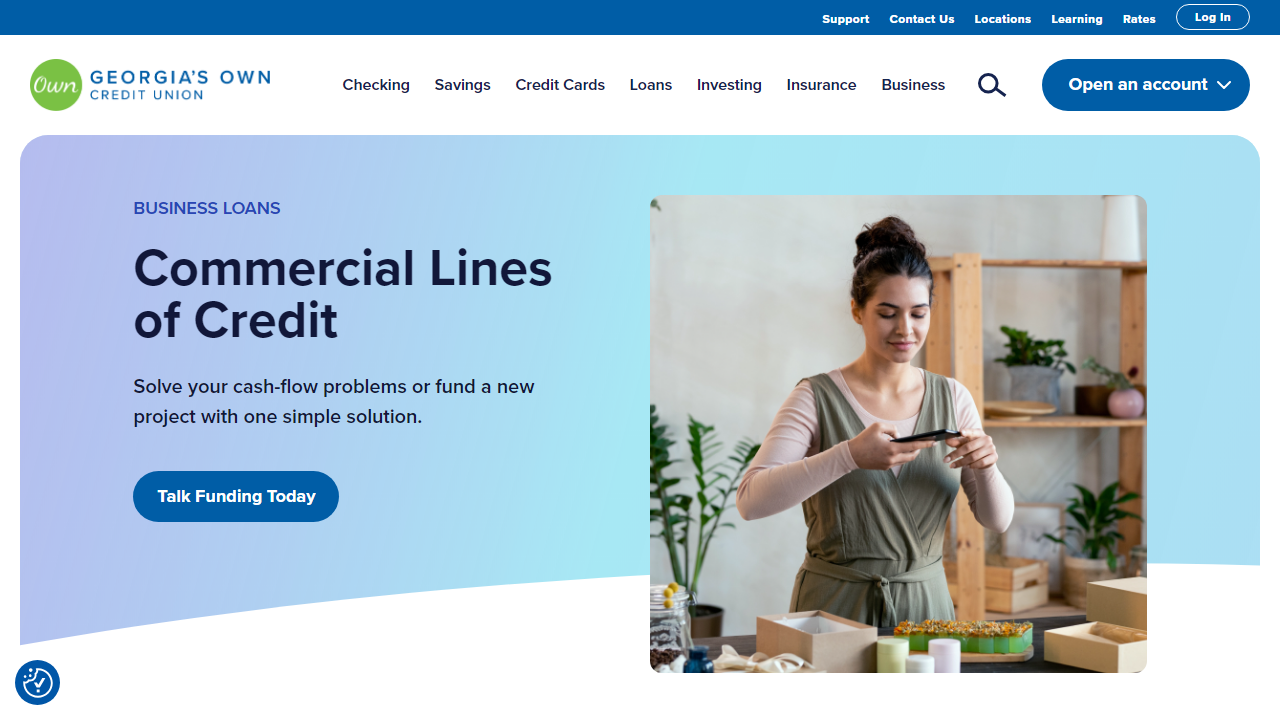 Support Contact Us Locations Learning Rates Log In
Own GEORGIA'S OWN
CREDIT UNION
Checking Savings Credit Cards Loans Investing Insurance Business Open an account
BUSINESS LOANS
Commercial Lines
of Credit
Solve your cash-flow problems or fund a new
project with one simple solution.
Talk Funding Today